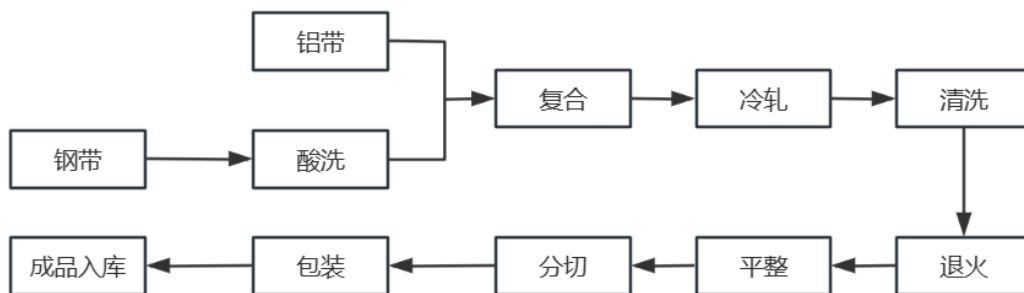 铝带
复合
冷轧
清洗
钢带
酸洗
成品入库
包装
分切
平整
退火